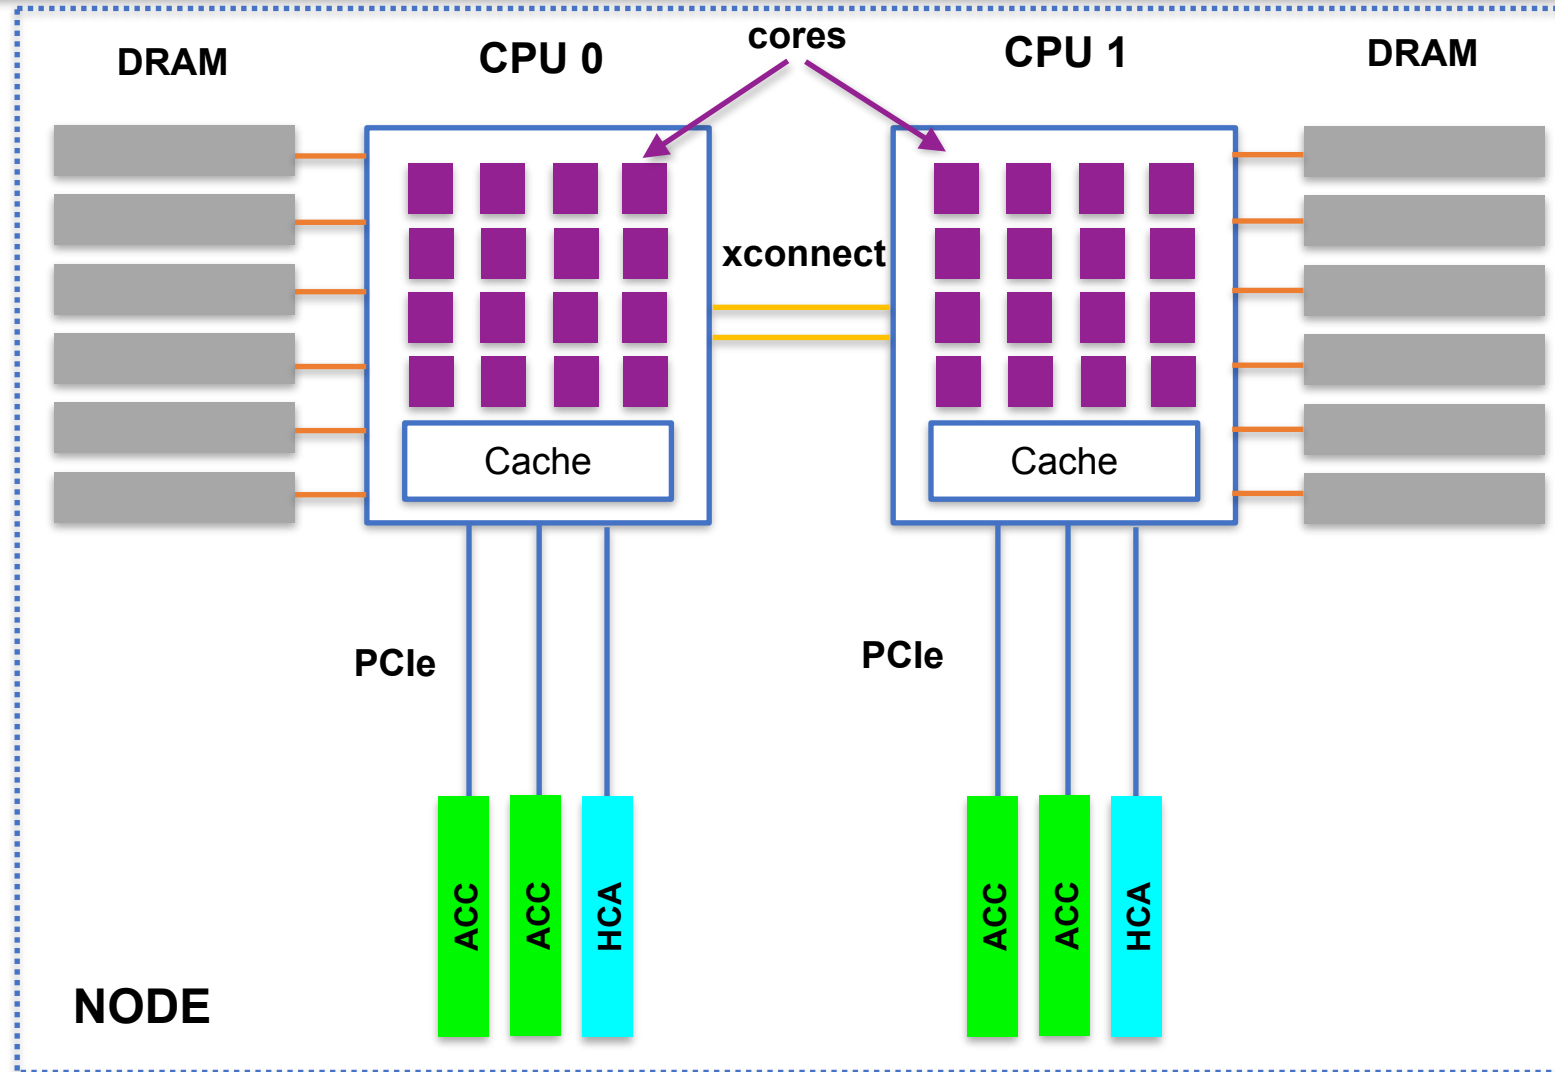 DRAM
CPU 0
cores
CPU 1
DRAM
xconnect
Cache
Cache
PCIe
PCIe
ACC
ACC
HCA
ACC
ACC
HCA
NODE